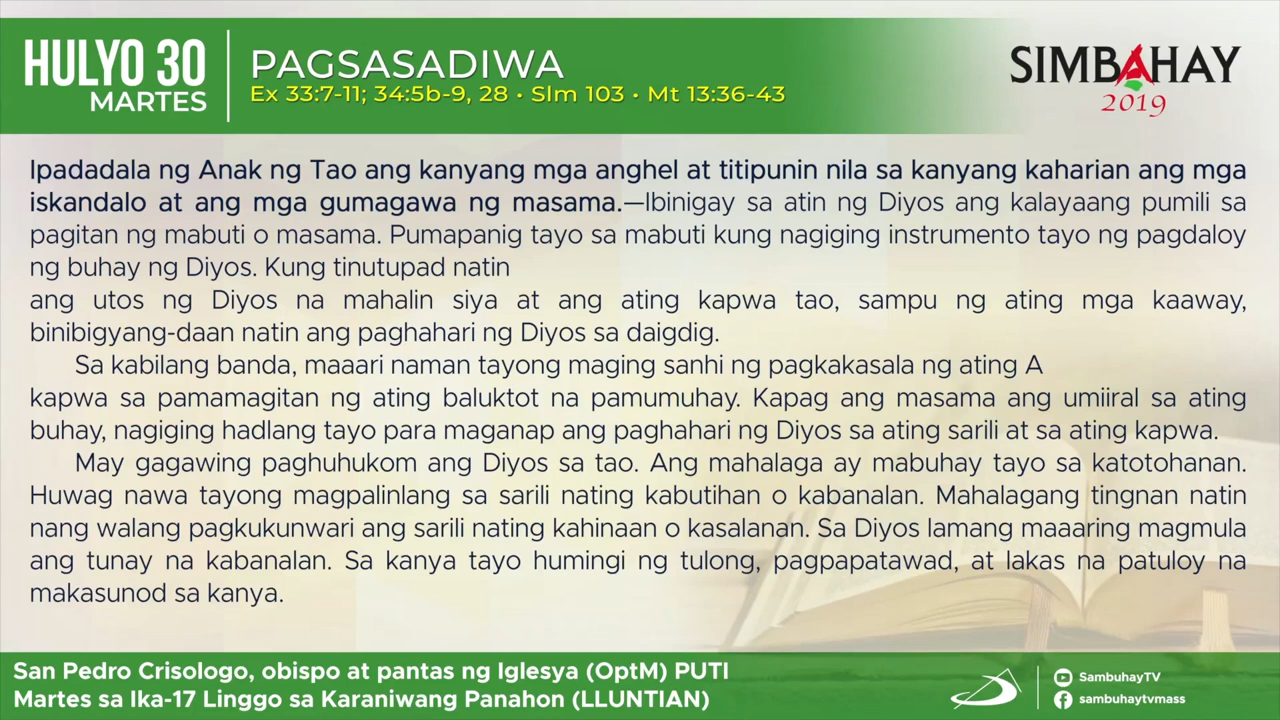 HULYO 30
MARTES
PAGSASADIWA
Ex 33:7-11; 34:5b-9, 28 • Slm 103 • Mt 13:36-43
SIMBAHAY
2019
Ipadadala ng Anak ng Tao ang kanyang mga anghel at titipunin nila sa kanyang kaharian ang mga
iskandalo at ang mga gumagawa ng masama.—Ibinigay sa atin ng Diyos ang kalayaang pumili sa
pagitan ng mabuti o masama. Pumapanig tayo sa mabuti kung nagiging instrumento tayo ng pagdaloy
ng buhay ng Diyos. Kung tinutupad natin
ang utos ng Diyos na mahalin siya at ang ating kapwa tao, sampu ng ating mga kaaway,
binibigyang-daan natin ang paghahari ng Diyos sa daigdig.
Sa kabilang banda, maaari naman tayong maging sanhi ng pagkakasala ng ating A
kapwa sa pamamagitan ng ating baluktot na pamumuhay. Kapag ang masama ang umiiral sa ating
buhay, nagiging hadlang tayo para maganap ang paghahari ng Diyos sa ating sarili at sa ating kapwa.
May gagawing paghuhukom ang Diyos sa tao. Ang mahalaga ay mabuhay tayo sa katotohanan.
Huwag nawa tayong magpalinlang sa sarili nating kabutihan o kabanalan. Mahalagang tingnan natin
nang walang pagkukunwari ang sarili nating kahinaan o kasalanan. Sa Diyos lamang maaaring magmula
ang tunay na kabanalan. Sa kanya tayo humingi ng tulong, pagpapatawad, at lakas na patuloy na
makasunod sa kanya.
San Pedro Crisologo, obispo at pantas ng Iglesya (OptM) PUTI
Martes sa Ika-17 Linggo sa Karaniwang Panahon (LLUNTIAN)
SambuhayTV
sambuhaytvmass